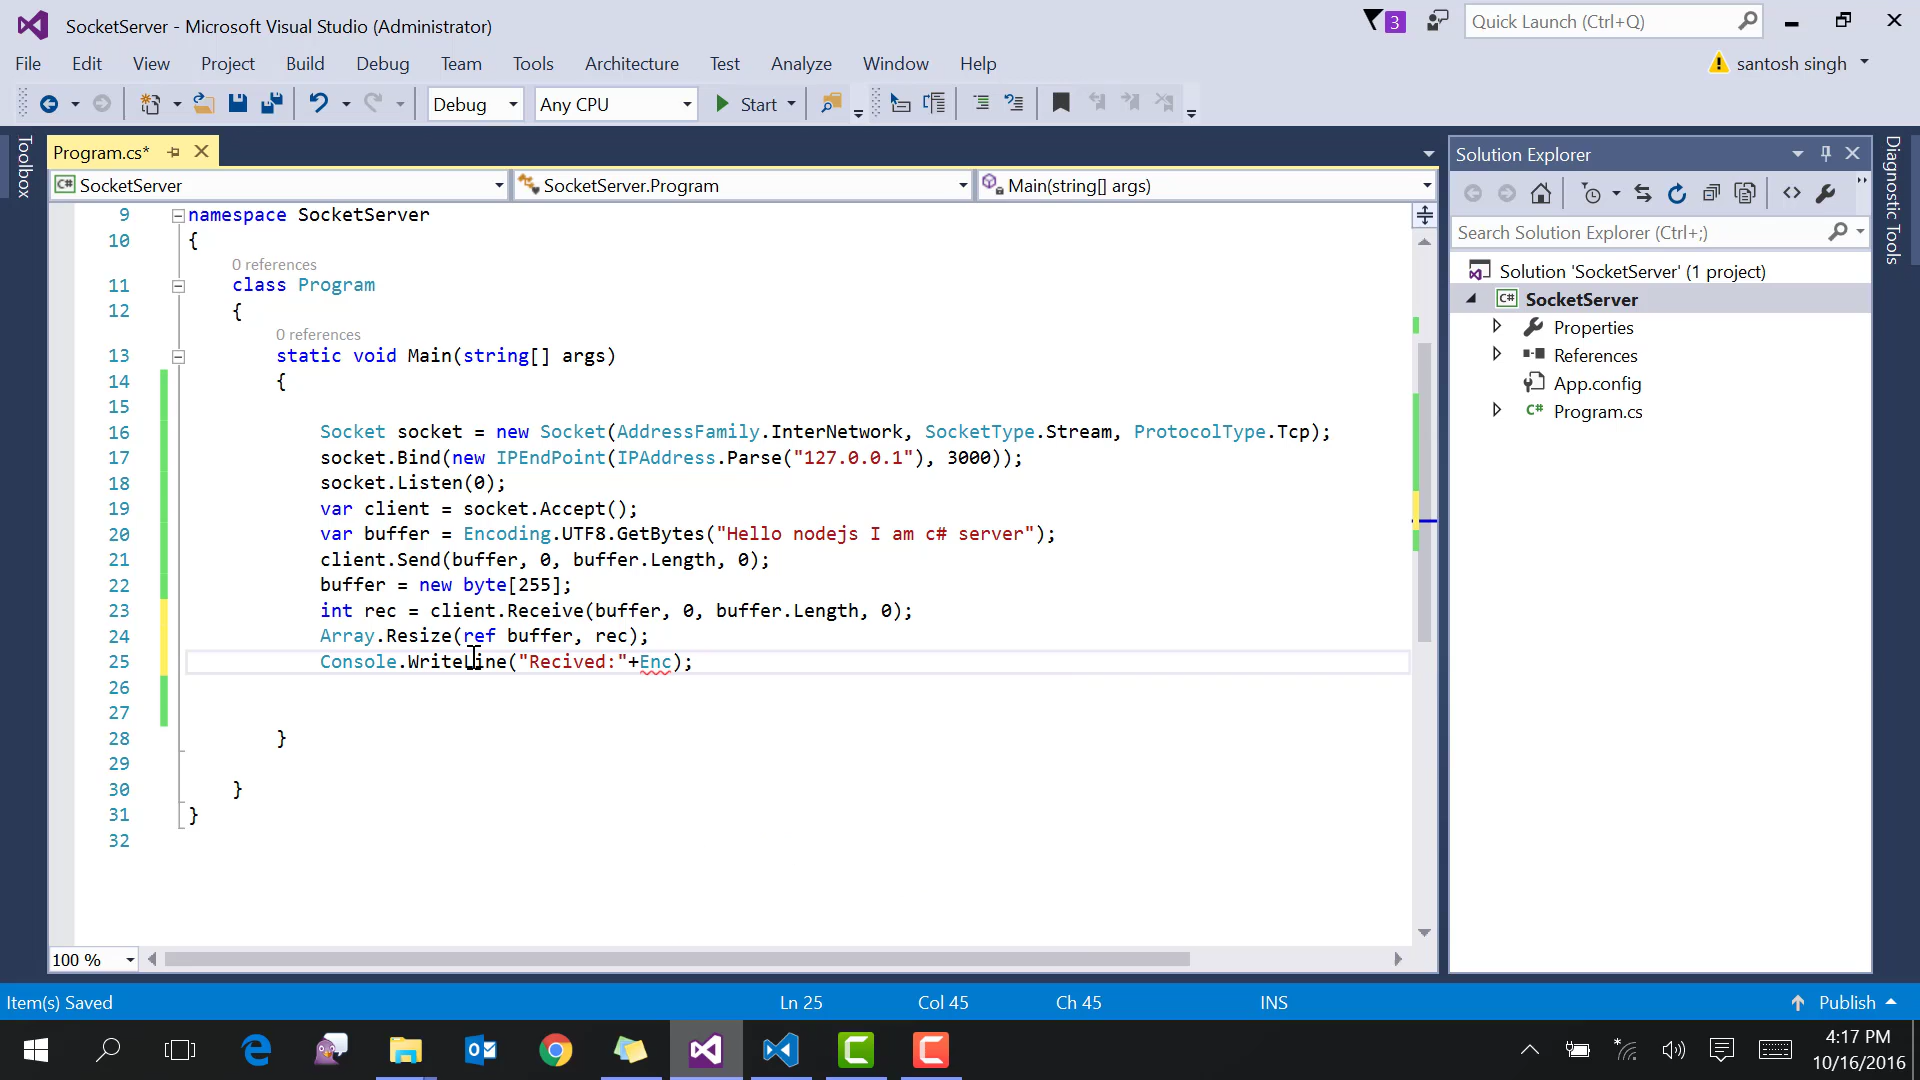 SocketServer - Microsoft Visual Studio (Administrator)
3
Quick Launch (Ctrl+Q)
File Edit View Project Build Debug Team Tools Architecture Test Analyze Window Help
santosh singh
Debug Any CPU Start
Toolbox
Program.cs*
Solution Explorer
Diagnostic Tools
SocketServer SocketServer.Program Main(string[] args)
Search Solution Explorer (Ctrl+;)
Solution 'SocketServer' (1 project)
C# SocketServer
Properties
References
App.config
C# Program.cs
9 namespace SocketServer
10 {
0 references
11 class Program
12 {
0 references
13 static void Main(string[] args)
14 {
15
16 Socket socket = new Socket(AddressFamily.InterNetwork, SocketType.Stream, ProtocolType.Tcp);
17 socket.Bind(new IPEndPoint(IPAddress.Parse("127.0.0.1"), 3000));
18 socket.Listen(0);
19 var client = socket.Accept();
20 var buffer = Encoding.UTF8.GetBytes("Hello nodejs I am c# server");
21 client.Send(buffer, 0, buffer.Length, 0);
22 buffer = new byte[255];
23 int rec = client.Receive(buffer, 0, buffer.Length, 0);
24 Array.Resize(ref buffer, rec);
25 Console.WriteLine("Recived:"+Enc);
26
27
28 }
29
30 }
31 }
32
100 %
Item(s) Saved Ln 25 Col 45 Ch 45 INS Publish
4:17 PM
10/16/2016